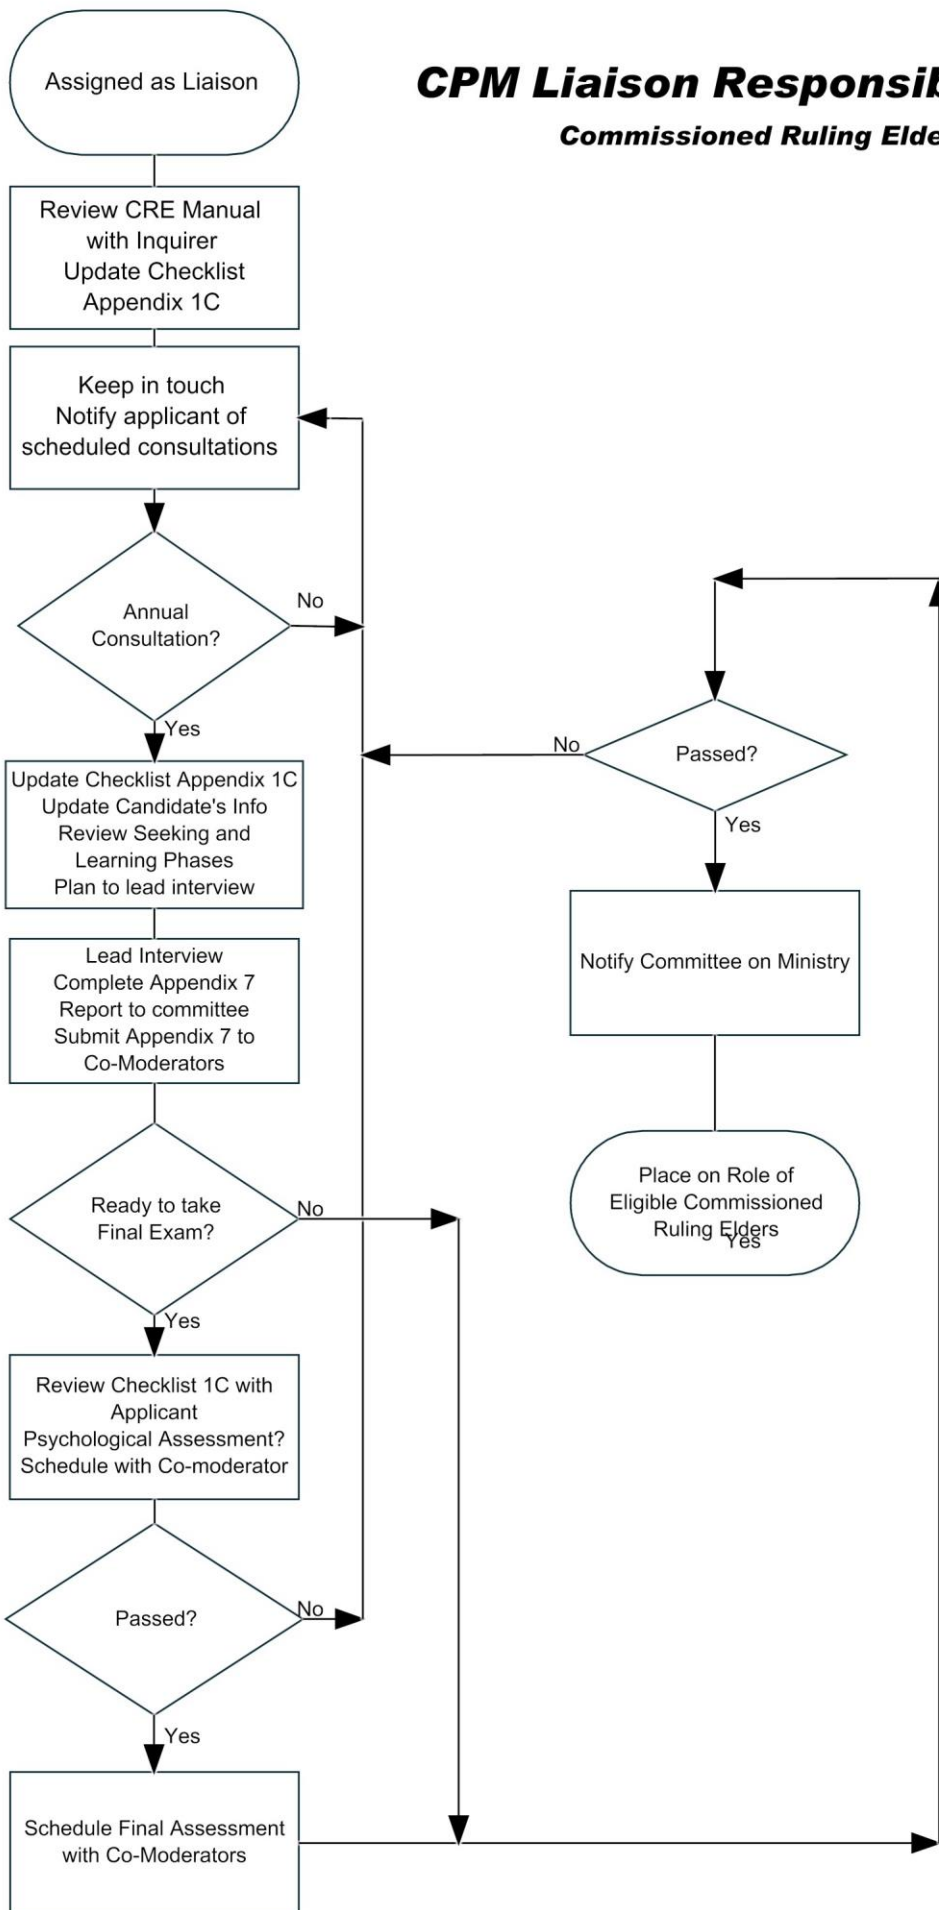 Assigned as Liaison
CPM Liaison Responsib
Commissioned Ruling Elde
Review CRE Manual
with Inquirer
Update Checklist
Appendix 1C
Keep in touch
Notify applicant of
scheduled consultations
Annual
Consultation?
No
Yes
Update Checklist Appendix 1C
Update Candidate's Info
Review Seeking and
Learning Phases
Plan to lead interview
Lead Interview
Complete Appendix 7
Report to committee
Submit Appendix 7 to
Co-Moderators
Ready to take
Final Exam?
No
Yes
Review Checklist 1C with
Applicant
Psychological Assessment?
Schedule with Co-moderator
Passed?
No
Yes
Schedule Final Assessment
with Co-Moderators
Passed?
No
Yes
Notify Committee on Ministry
Place on Role of
Eligible Commissioned
Ruling Elders
Yes